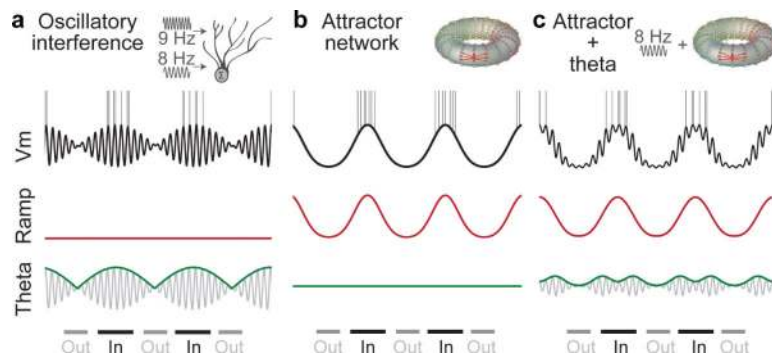 a Oscillatory interference
9 Hz
8 Hz
Σ
b Attractor network
c Attractor + theta
8 Hz
+
Vm
Ramp
Theta
Out In Out In Out
Out In Out In Out
Out In Out In Out